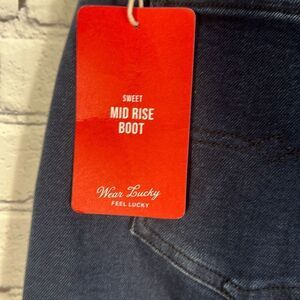 SWEET
MID RISE
BOOT
Wear Lucky
FEEL LUCKY